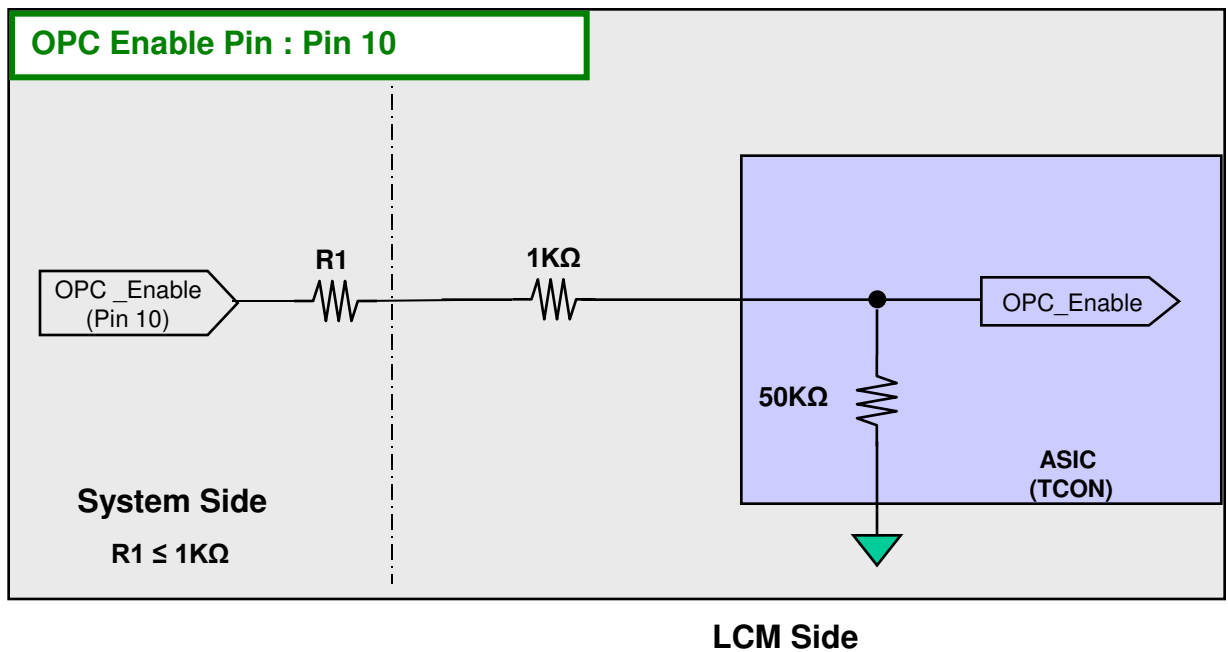 OPC Enable Pin : Pin 10
R1
1KΩ
OPC _Enable
(Pin 10)
OPC_Enable
50KΩ
ASIC
(TCON)
System Side
R1 ≤ 1KΩ
LCM Side